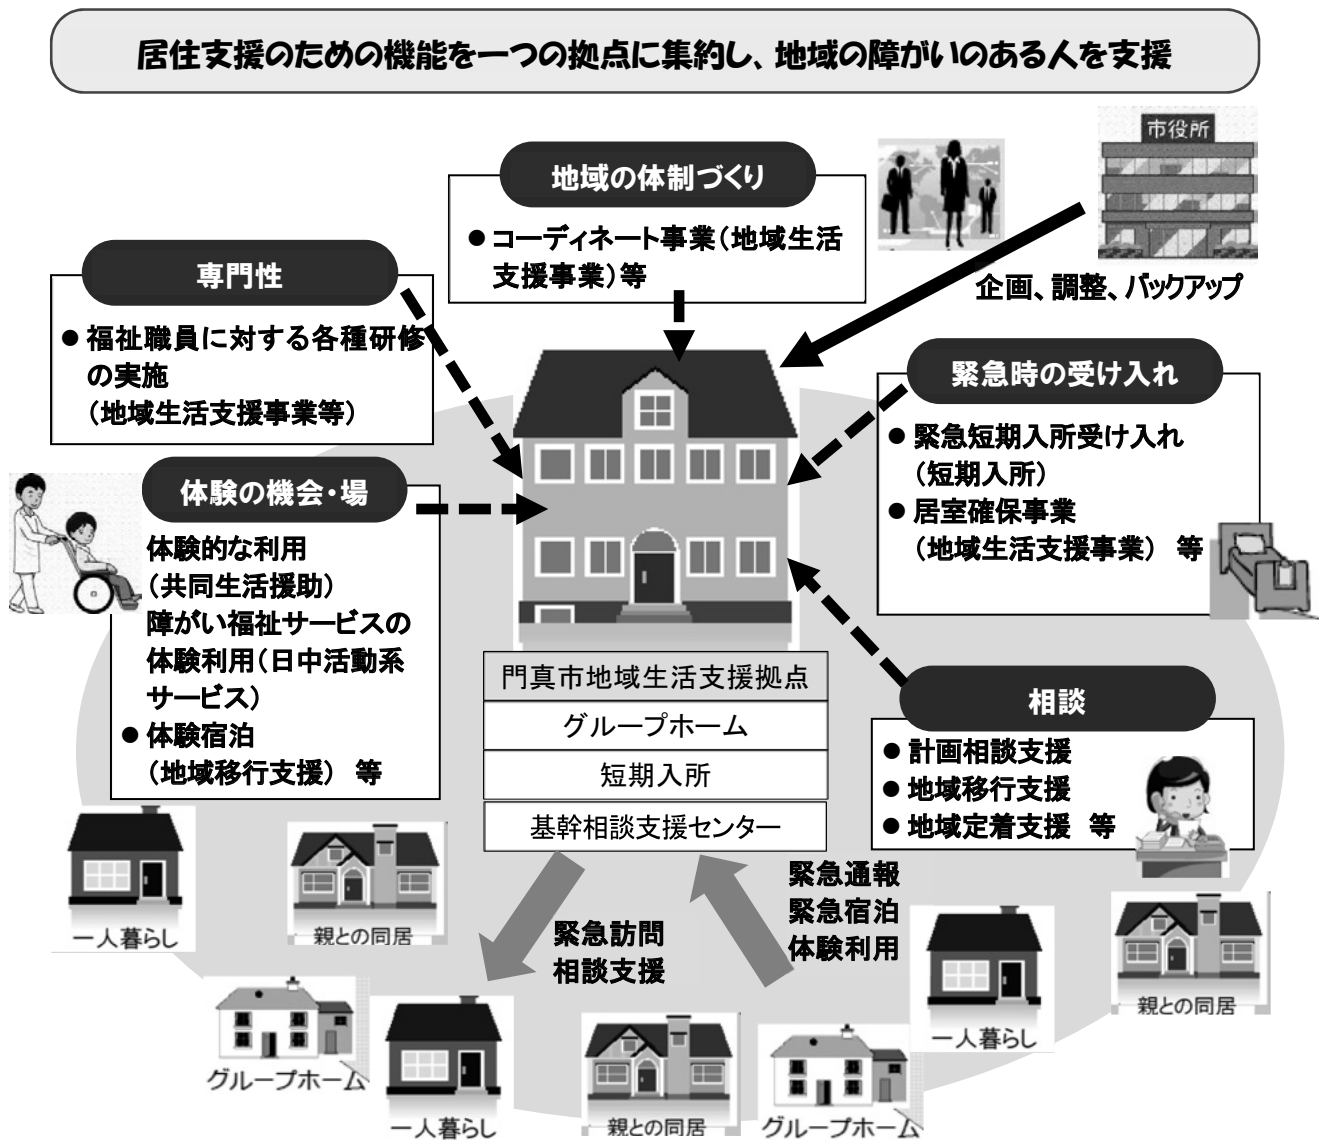 居住支援のための機能を一つの拠点に集約し、地域の障がいのある人を支援
市役所
企画、調整、バックアップ
地域の体制づくり
●コーディネート事業(地域生活
支援事業)等
専門性
●福祉職員に対する各種研修
の実施
(地域生活支援事業等)
緊急時の受け入れ
●緊急短期入所受け入れ
(短期入所)
●居室確保事業
(地域生活支援事業) 等
体験の機会・場
体験的な利用
(共同生活援助)
障がい福祉サービスの
体験利用(日中活動系
サービス)
●体験宿泊
(地域移行支援) 等
門真市地域生活支援拠点
グループホーム
短期入所
基幹相談支援センター
相談
●計画相談支援
●地域移行支援
●地域定着支援 等
緊急訪問
相談支援
緊急通報
緊急宿泊
体験利用
一人暮らし
親との同居
グループホーム
一人暮らし
親との同居
グループホーム
一人暮らし
親との同居